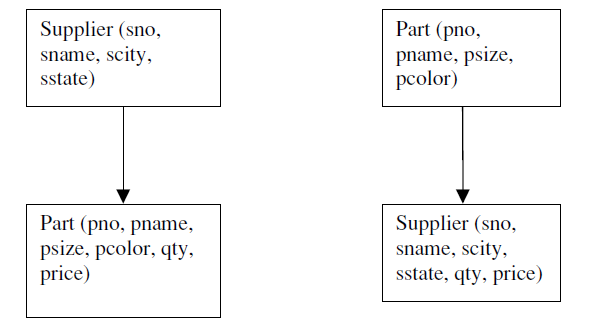 Supplier (sno,
sname, scity,
sstate)
Part (pno,
pname, psize,
pcolor)
Part (pno, pname,
psize, pcolor, qty,
price)
Supplier (sno,
sname, scity,
sstate, qty, price)